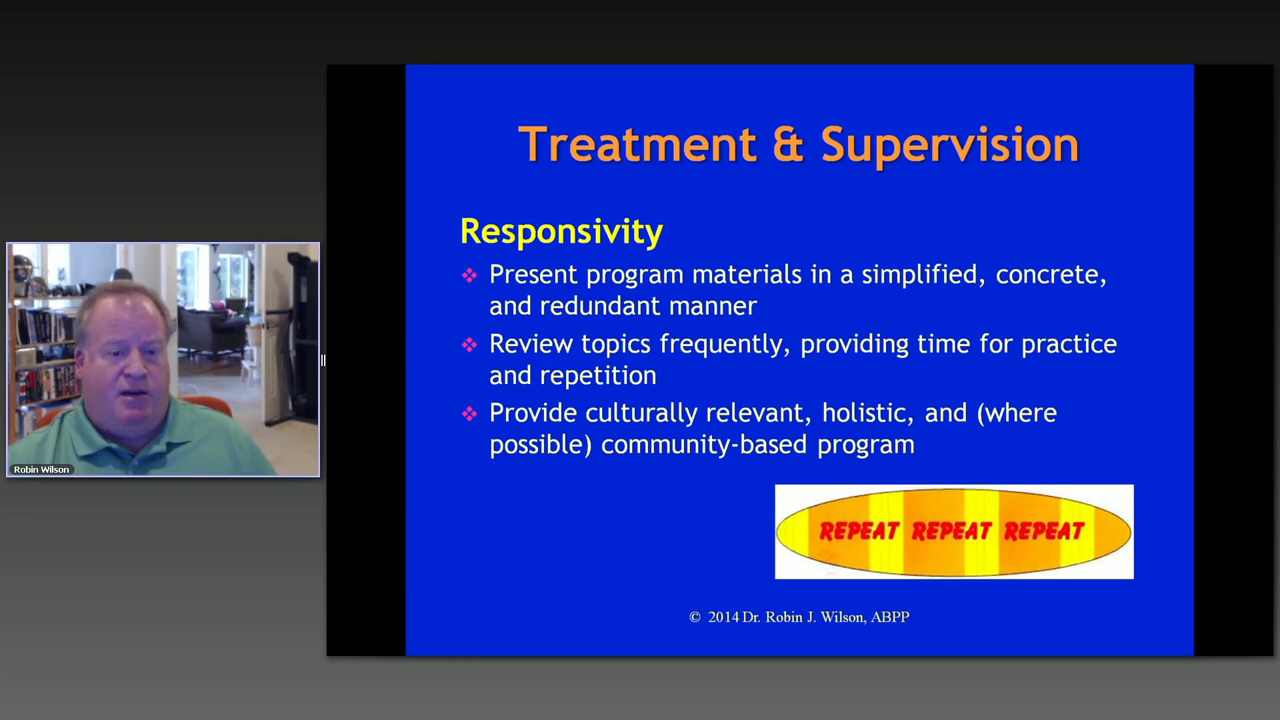 Treatment & Supervision
Responsivity
Present program materials in a simplified, concrete,
and redundant manner
Review topics frequently, providing time for practice
and repetition
Provide culturally relevant, holistic, and (where
possible) community-based program
REPEAT REPEAT REPEAT
© 2014 Dr. Robin J. Wilson, ABPP
Robin Wilson